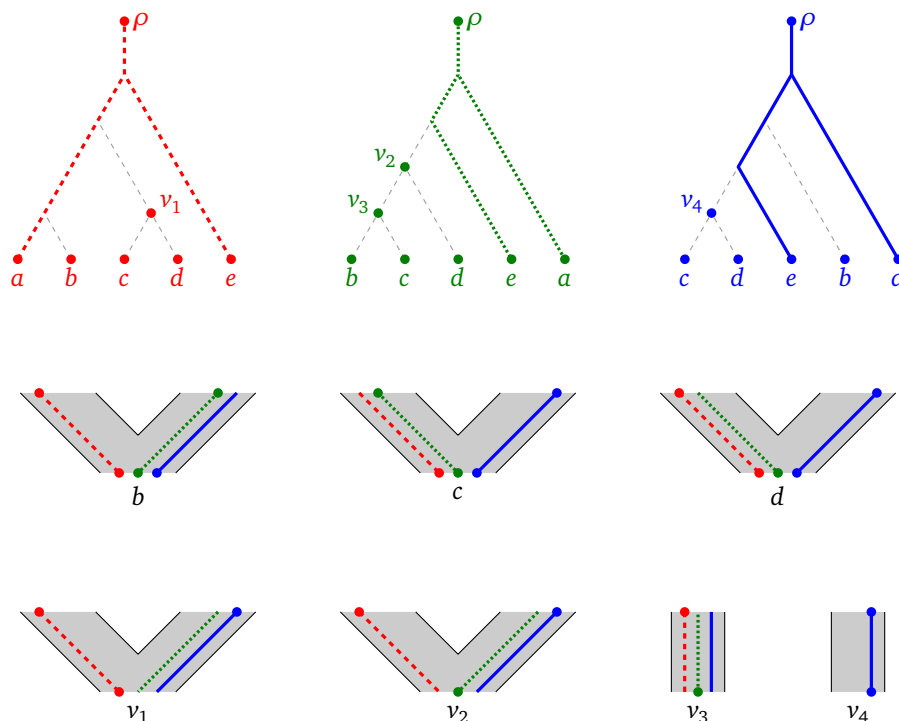 ρ ρ ρ
v₂
v₁ v₃ v₄
a b c d e b c d e a c d e b a
b c d
v₁ v₂ v₃ v₄